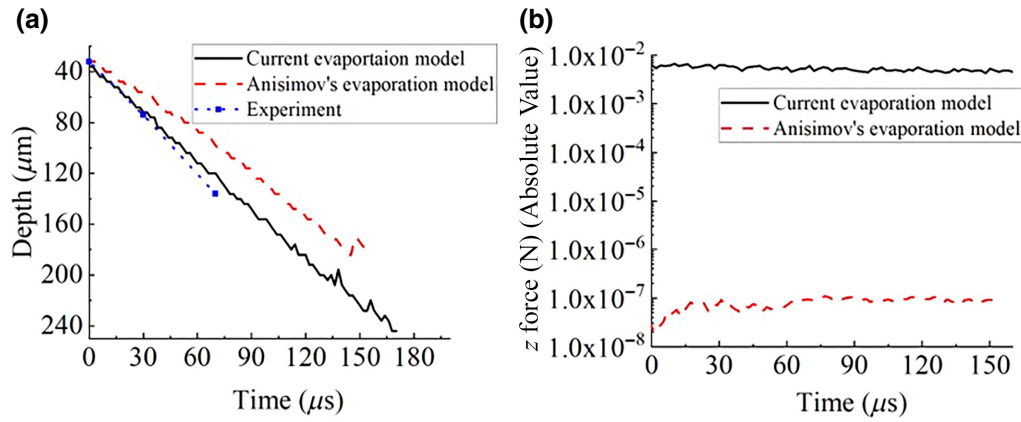 (a)
Current evaportaion model
Anisimov's evaporation model
Experiment
40
80
120
160
200
240
Depth (μm)
0 30 60 90 120 150 180
Time (μs)
(b)
Current evaporation model
Anisimov's evaporation model
1.0x10⁻²
1.0x10⁻³
1.0x10⁻⁴
1.0x10⁻⁵
1.0x10⁻⁶
1.0x10⁻⁷
1.0x10⁻⁸
z force (N) (Absolute Value)
0 30 60 90 120 150
Time (μs)